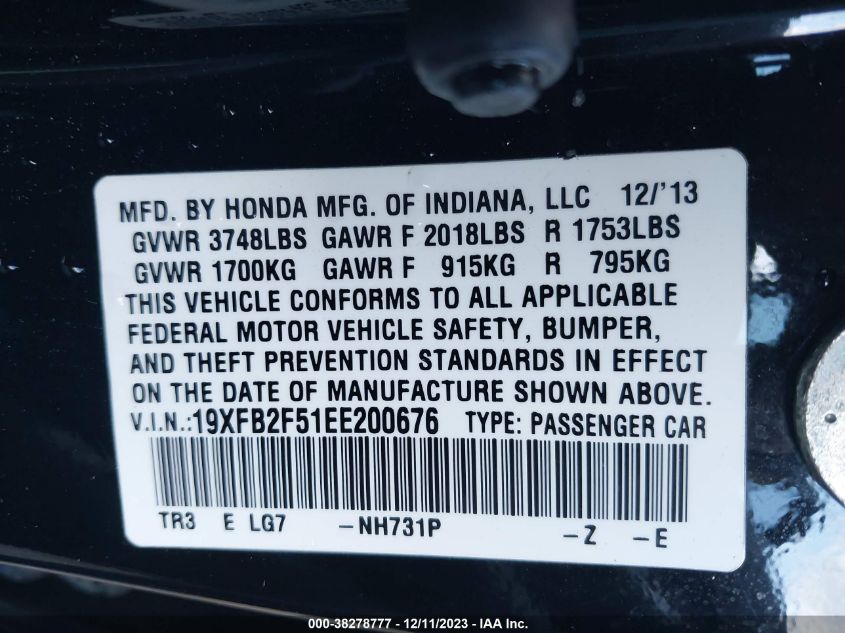 MFD. BY HONDA MFG. OF INDIANA, LLC 12/'13
GVWR 3748LBS GAWR F 2018LBS R 1753LBS
GVWR 1700KG GAWR F 915KG R 795KG
THIS VEHICLE CONFORMS TO ALL APPLICABLE
FEDERAL MOTOR VEHICLE SAFETY, BUMPER,
AND THEFT PREVENTION STANDARDS IN EFFECT
ON THE DATE OF MANUFACTURE SHOWN ABOVE.
V.I.N.:19XFB2F51EE200676 TYPE: PASSENGER CAR
TR3 E LG7 -NH731P -Z -E
000-38278777 - 12/11/2023 - IAA Inc.